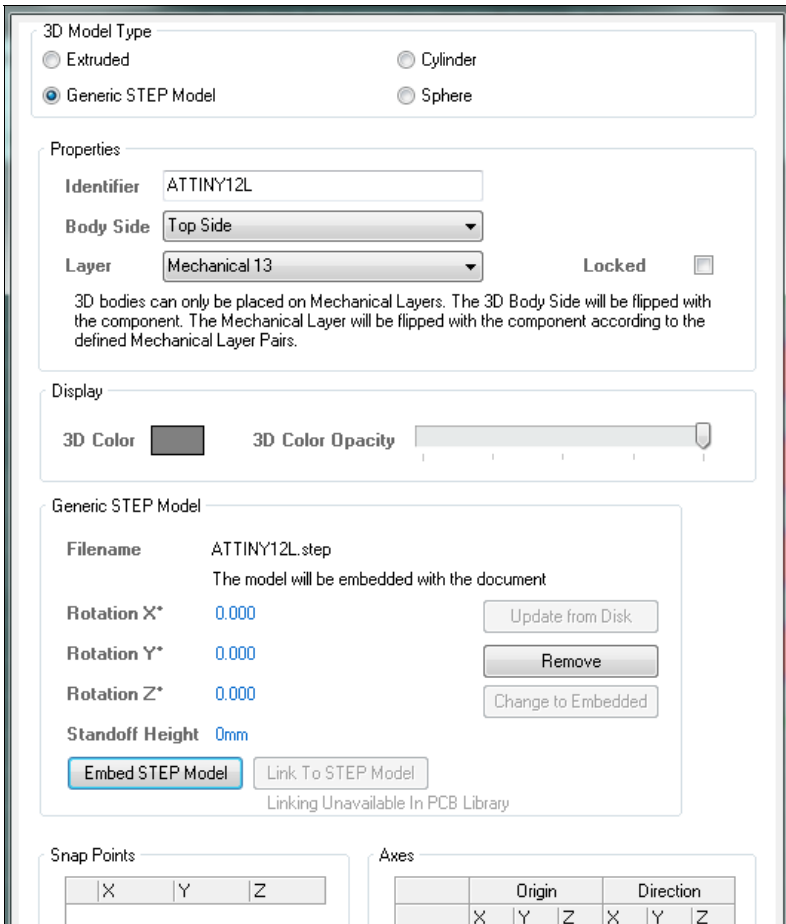 3D Model Type
Extruded
Cylinder
Generic STEP Model
Sphere
Properties
Identifier ATTINY12L
Body Side Top Side
Layer Mechanical 13 Locked
3D bodies can only be placed on Mechanical Layers. The 3D Body Side will be flipped with
the component. The Mechanical Layer will be flipped with the component according to the
defined Mechanical Layer Pairs.
Display
3D Color 3D Color Opacity
Generic STEP Model
Filename ATTINY12L.step
The model will be embedded with the document
Rotation X° 0.000 Update from Disk
Rotation Y° 0.000 Remove
Rotation Z° 0.000 Change to Embedded
Standoff Height 0mm
Embed STEP Model Link To STEP Model
Linking Unavailable In PCB Library
Snap Points Axes
X Y Z Origin Direction
X Y Z X Y Z